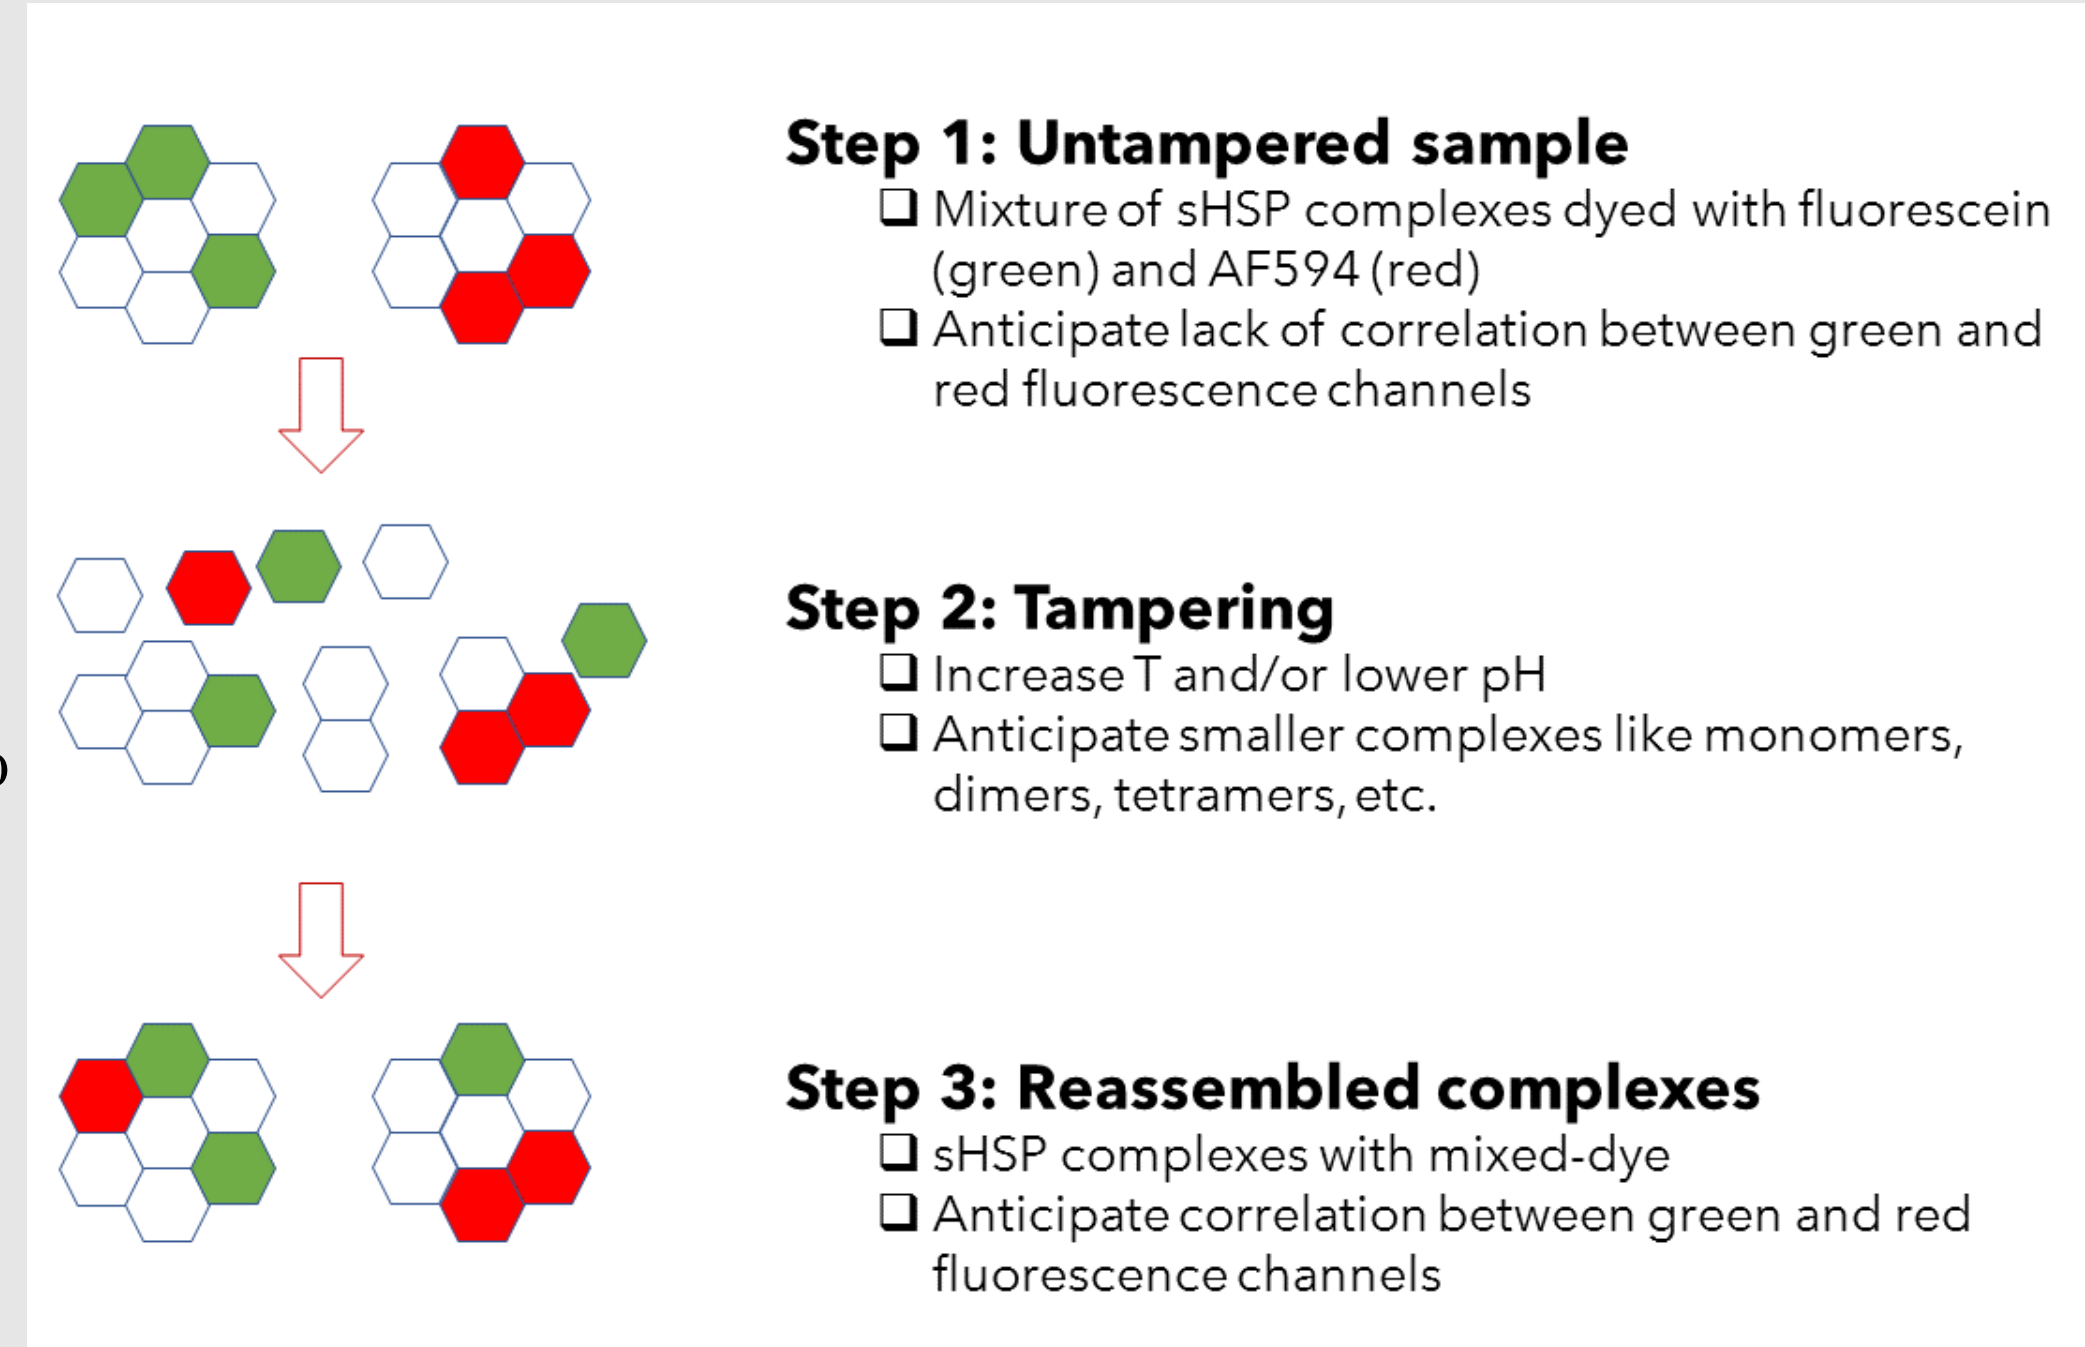 Step 1: Untampered sample
❑ Mixture of sHSP complexes dyed with fluorescein
(green) and AF594 (red)
❑ Anticipate lack of correlation between green and
red fluorescence channels
Step 2: Tampering
❑ Increase T and/or lower pH
❑ Anticipate smaller complexes like monomers,
dimers, tetramers, etc.
Step 3: Reassembled complexes
❑ sHSP complexes with mixed-dye
❑ Anticipate correlation between green and red
fluorescence channels